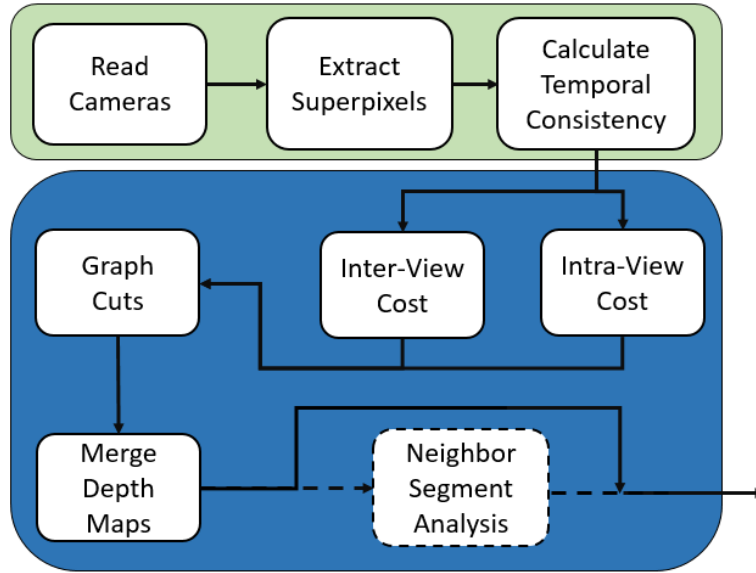 Read
Cameras
Extract
Superpixels
Calculate
Temporal
Consistency
Graph
Cuts
Inter-View
Cost
Intra-View
Cost
Merge
Depth
Maps
Neighbor
Segment
Analysis